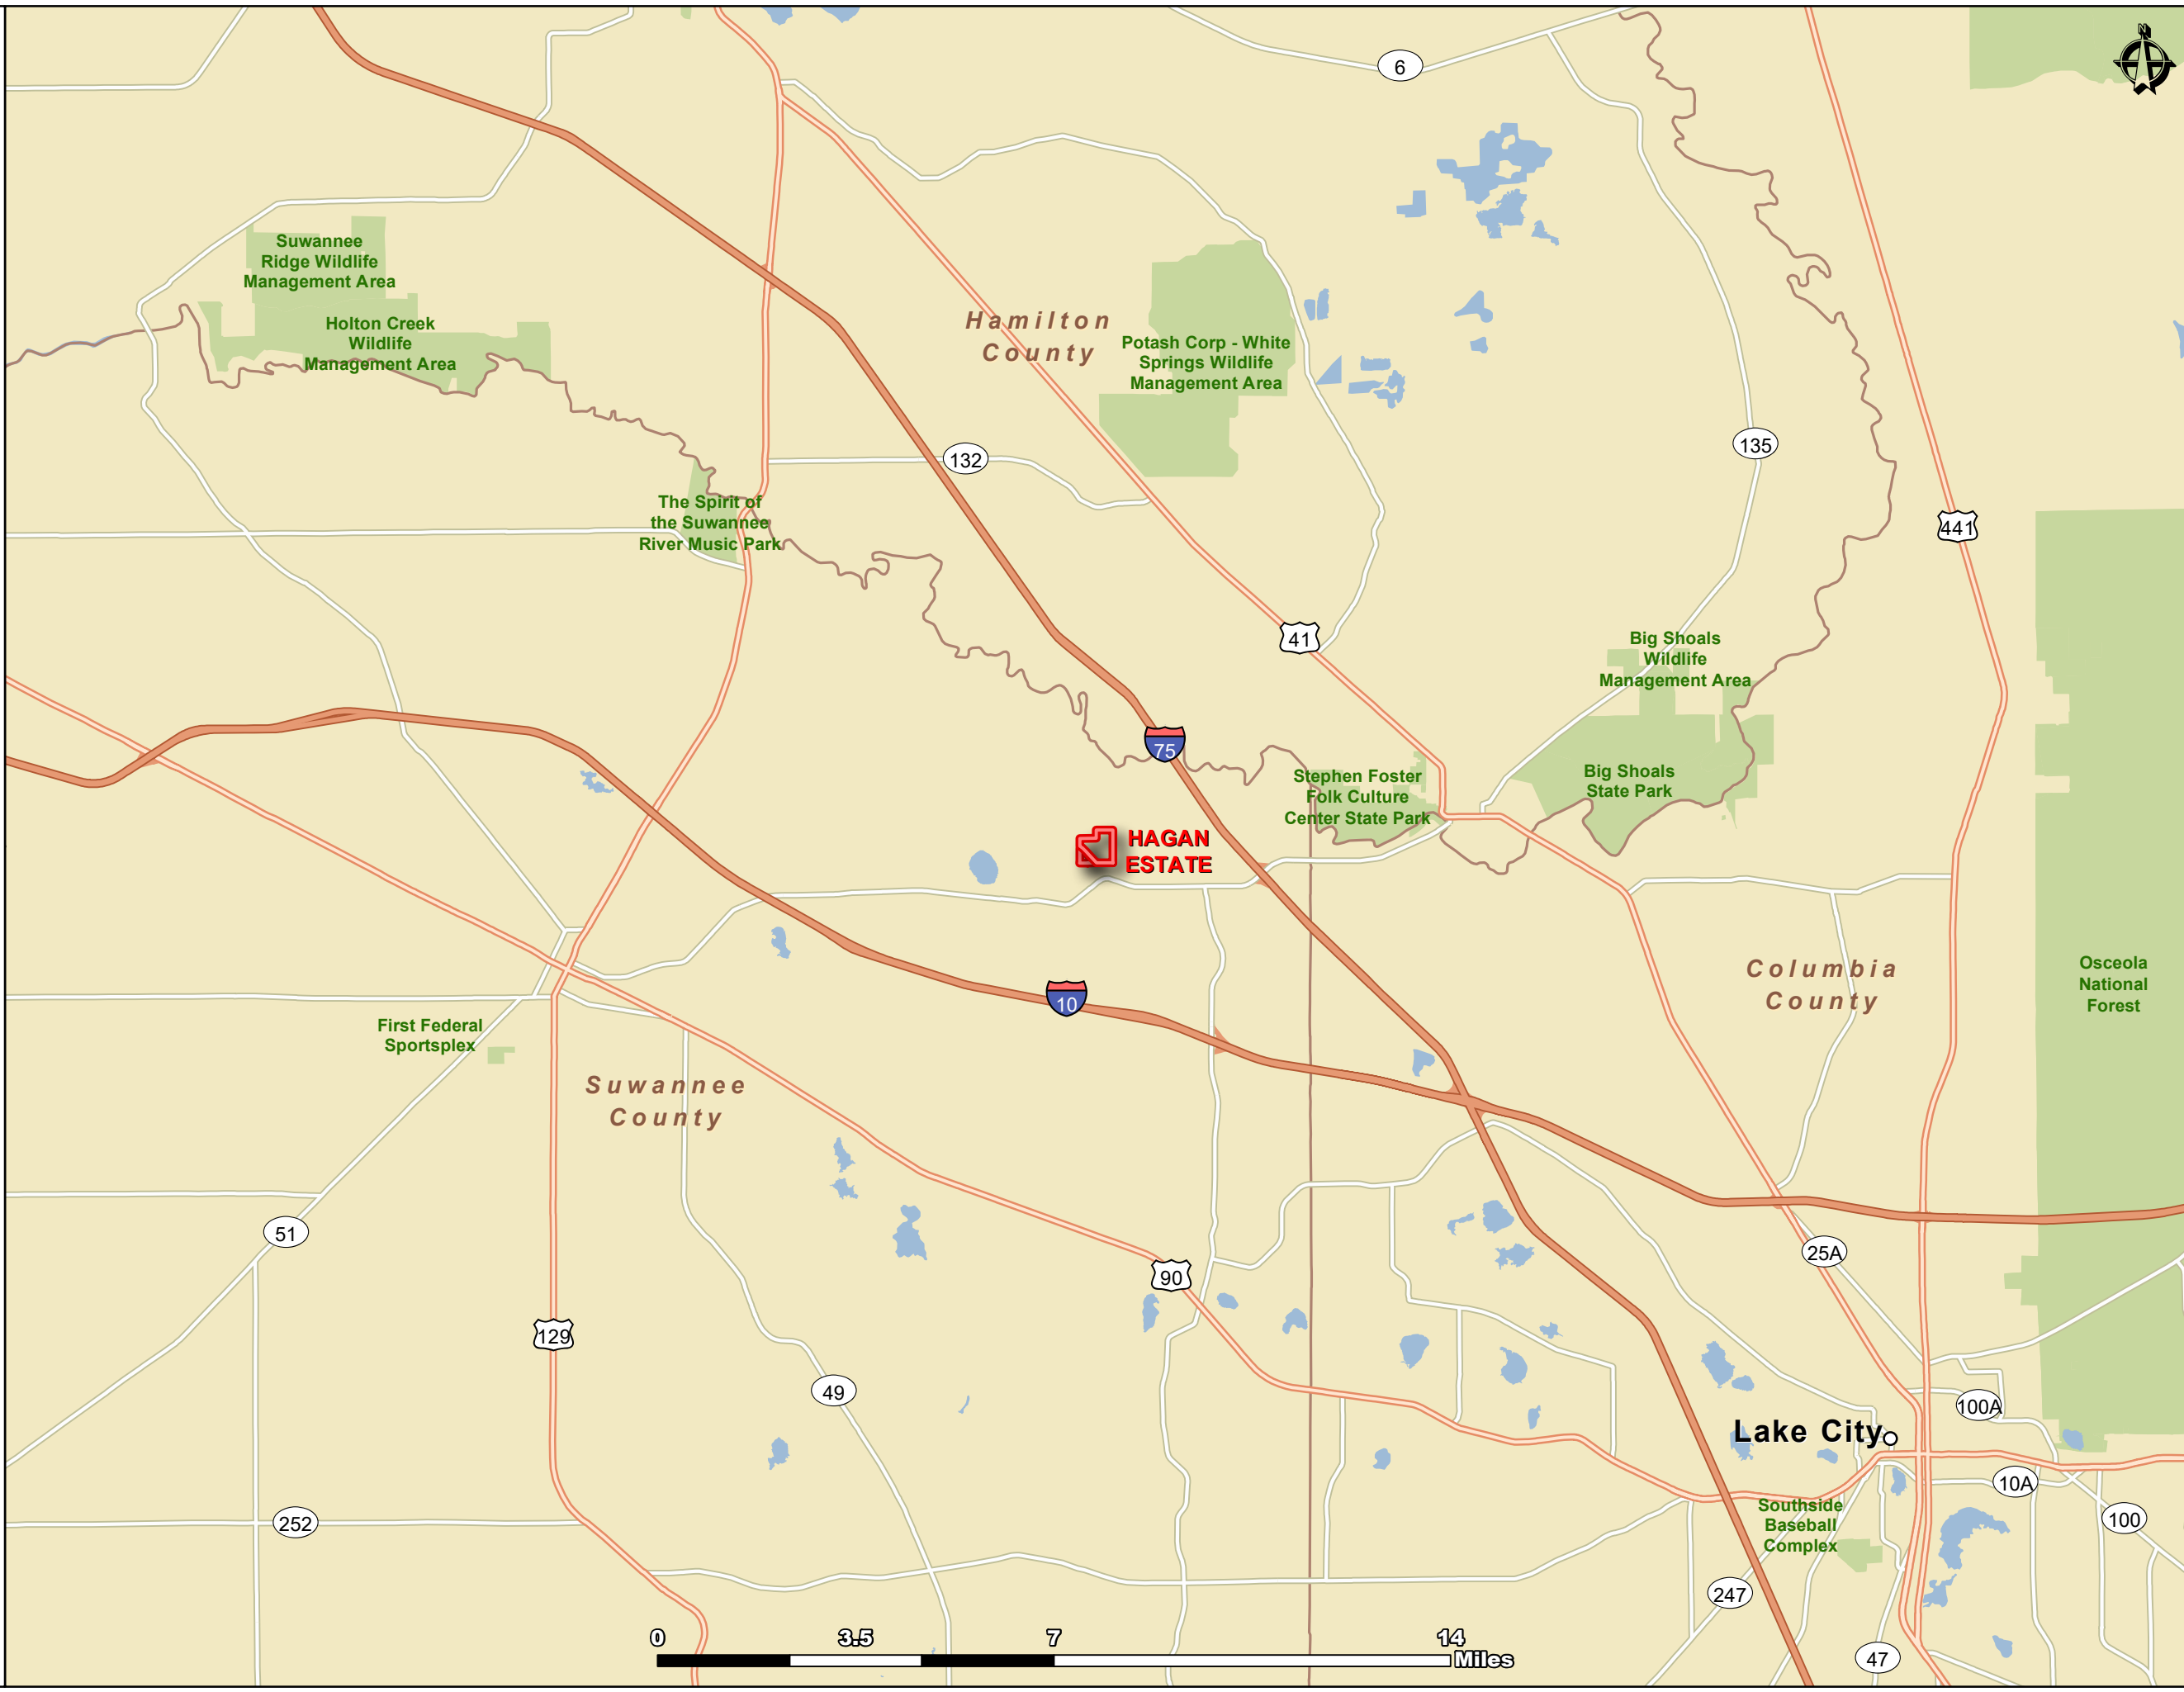 N
6
Suwannee
Ridge Wildlife
Management Area
Holton Creek
Wildlife
Management Area
Hamilton
County
Potash Corp - White
Springs Wildlife
Management Area
132
135
The Spirit of
the Suwannee
River Music Park
441
41
Big Shoals
Wildlife
Management Area
75
Stephen Foster
Folk Culture
Center State Park
Big Shoals
State Park
HAGAN
ESTATE
Columbia
County
Osceola
National
Forest
10
First Federal
Sportsplex
Suwannee
County
51
25A
90
129
49
100A
Lake City
10A
252
Southside
Baseball
Complex
100
247
47
0 3.5 7 14
Miles